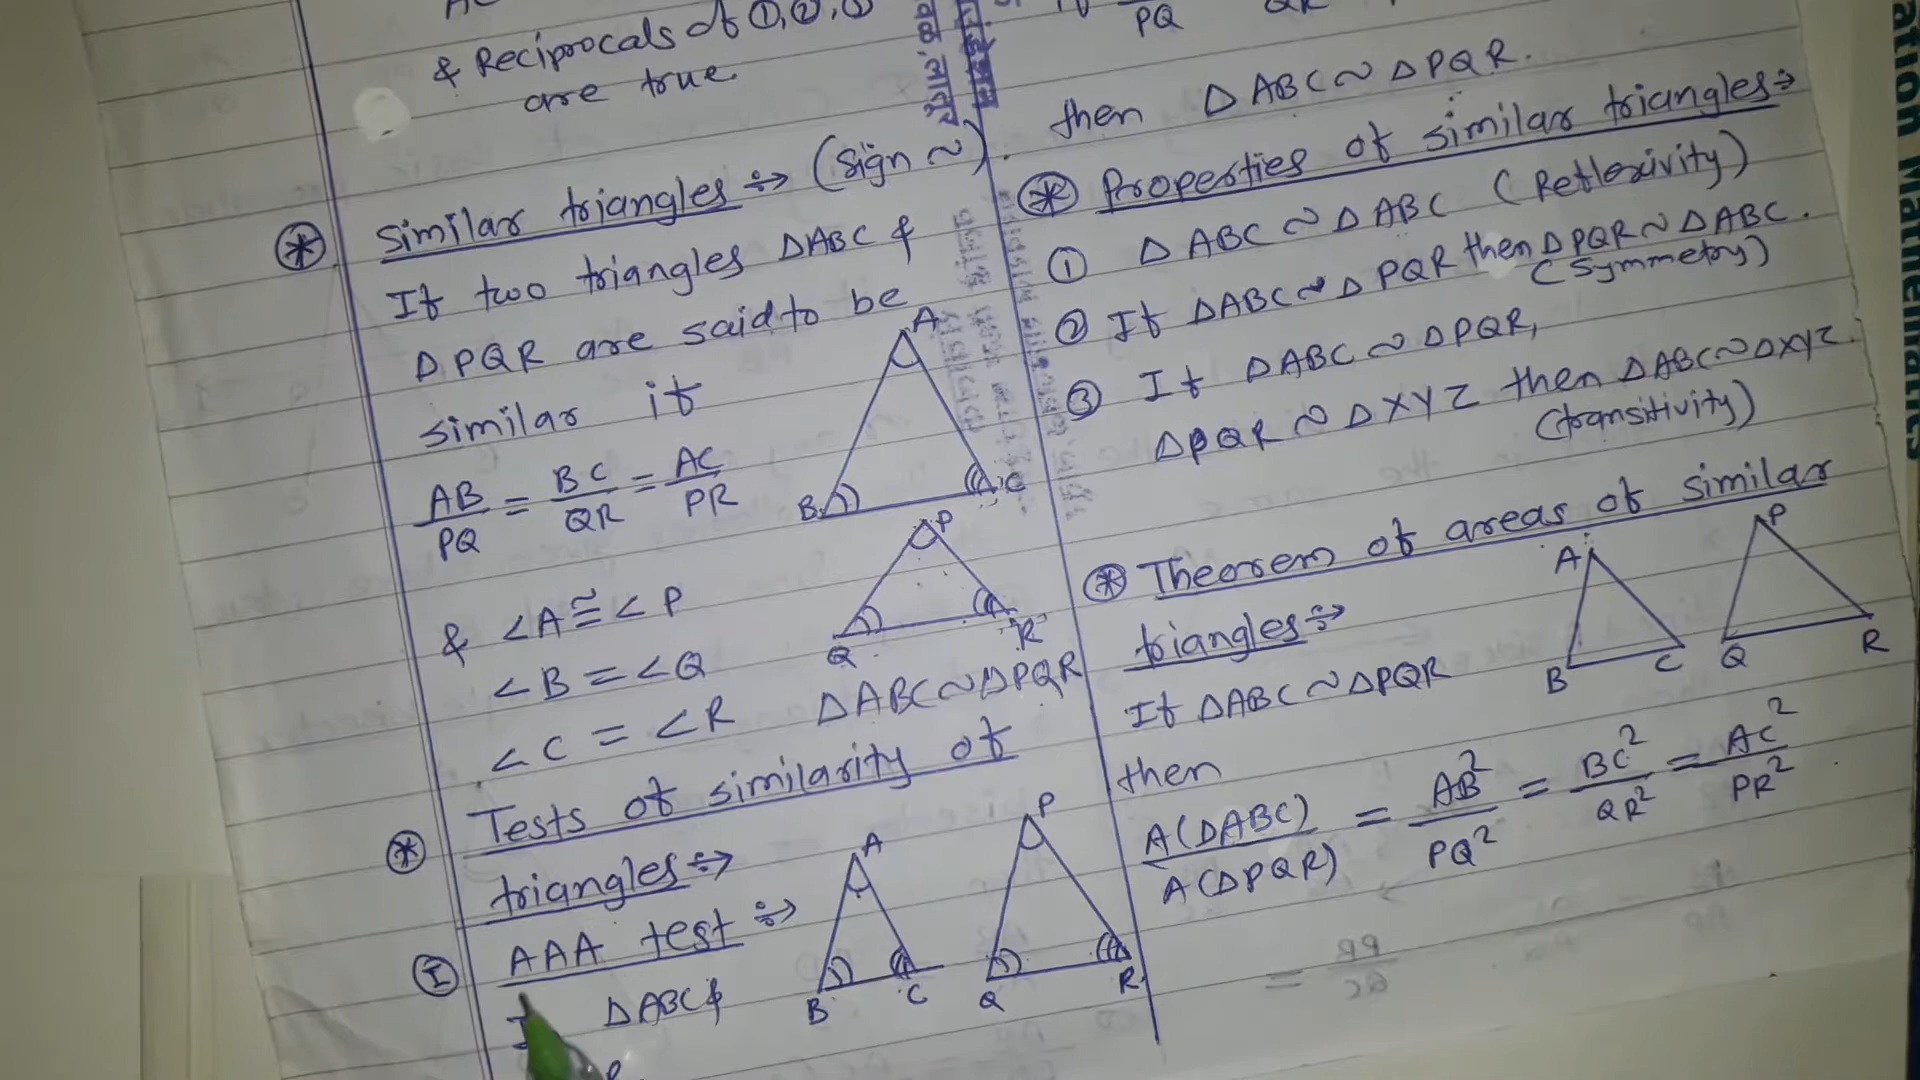 & Reciprocals of ①, ②, ③
are true.
⊛ Similar triangles ÷→ (Sign ~)
If two triangles ΔABC &
ΔPQR are said to be
similar if
AB/PQ = BC/QR = AC/PR
& ∠A ≅ ∠P
∠B = ∠Q
∠C = ∠R
ΔABC ~ ΔPQR
A
B
C
P
Q
R
⊛ Tests of similarity of
triangles ÷→
Ⓘ AAA test ÷→
ΔABC &
A
B
C
P
Q
R
PQ
QR
then ΔABC ~ ΔPQR.
⊛ Properties of similar triangles ÷→
① ΔABC ~ ΔABC (Reflexivity)
② If ΔABC ~ ΔPQR then ΔPQR ~ ΔABC.
(Symmetry)
③ If ΔABC ~ ΔPQR,
ΔPQR ~ ΔXYZ then ΔABC ~ ΔXYZ.
(transitivity)
⊛ Theorem of areas of similar
triangles ÷→
A
B
C
P
Q
R
If ΔABC ~ ΔPQR
then
A(ΔABC)/A(ΔPQR) = AB²/PQ² = BC²/QR² = AC²/PR²
ation Mathematics